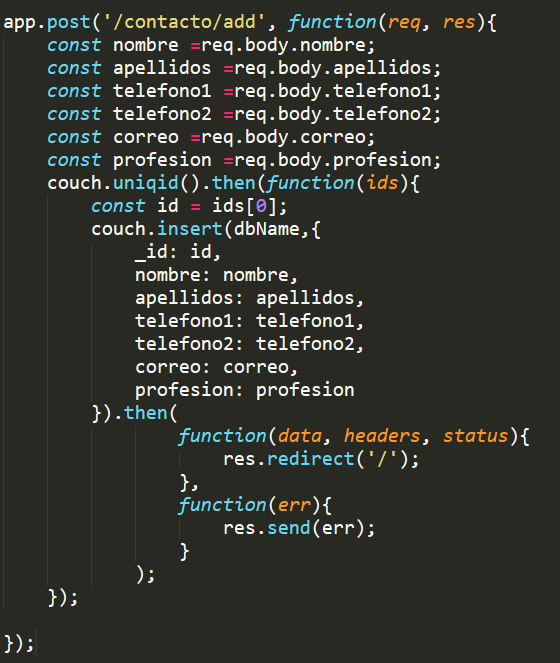 app.post('/contacto/add', function(req, res){
    const nombre =req.body.nombre;
    const apellidos =req.body.apellidos;
    const telefono1 =req.body.telefono1;
    const telefono2 =req.body.telefono2;
    const correo =req.body.correo;
    const profesion =req.body.profesion;
    couch.uniqid().then(function(ids){
        const id = ids[0];
        couch.insert(dbName,{
            _id: id,
            nombre: nombre,
            apellidos: apellidos,
            telefono1: telefono1,
            telefono2: telefono2,
            correo: correo,
            profesion: profesion
        }).then(
                function(data, headers, status){
                    res.redirect('/');
                },
                function(err){
                    res.send(err);
                }
            );
    });

});